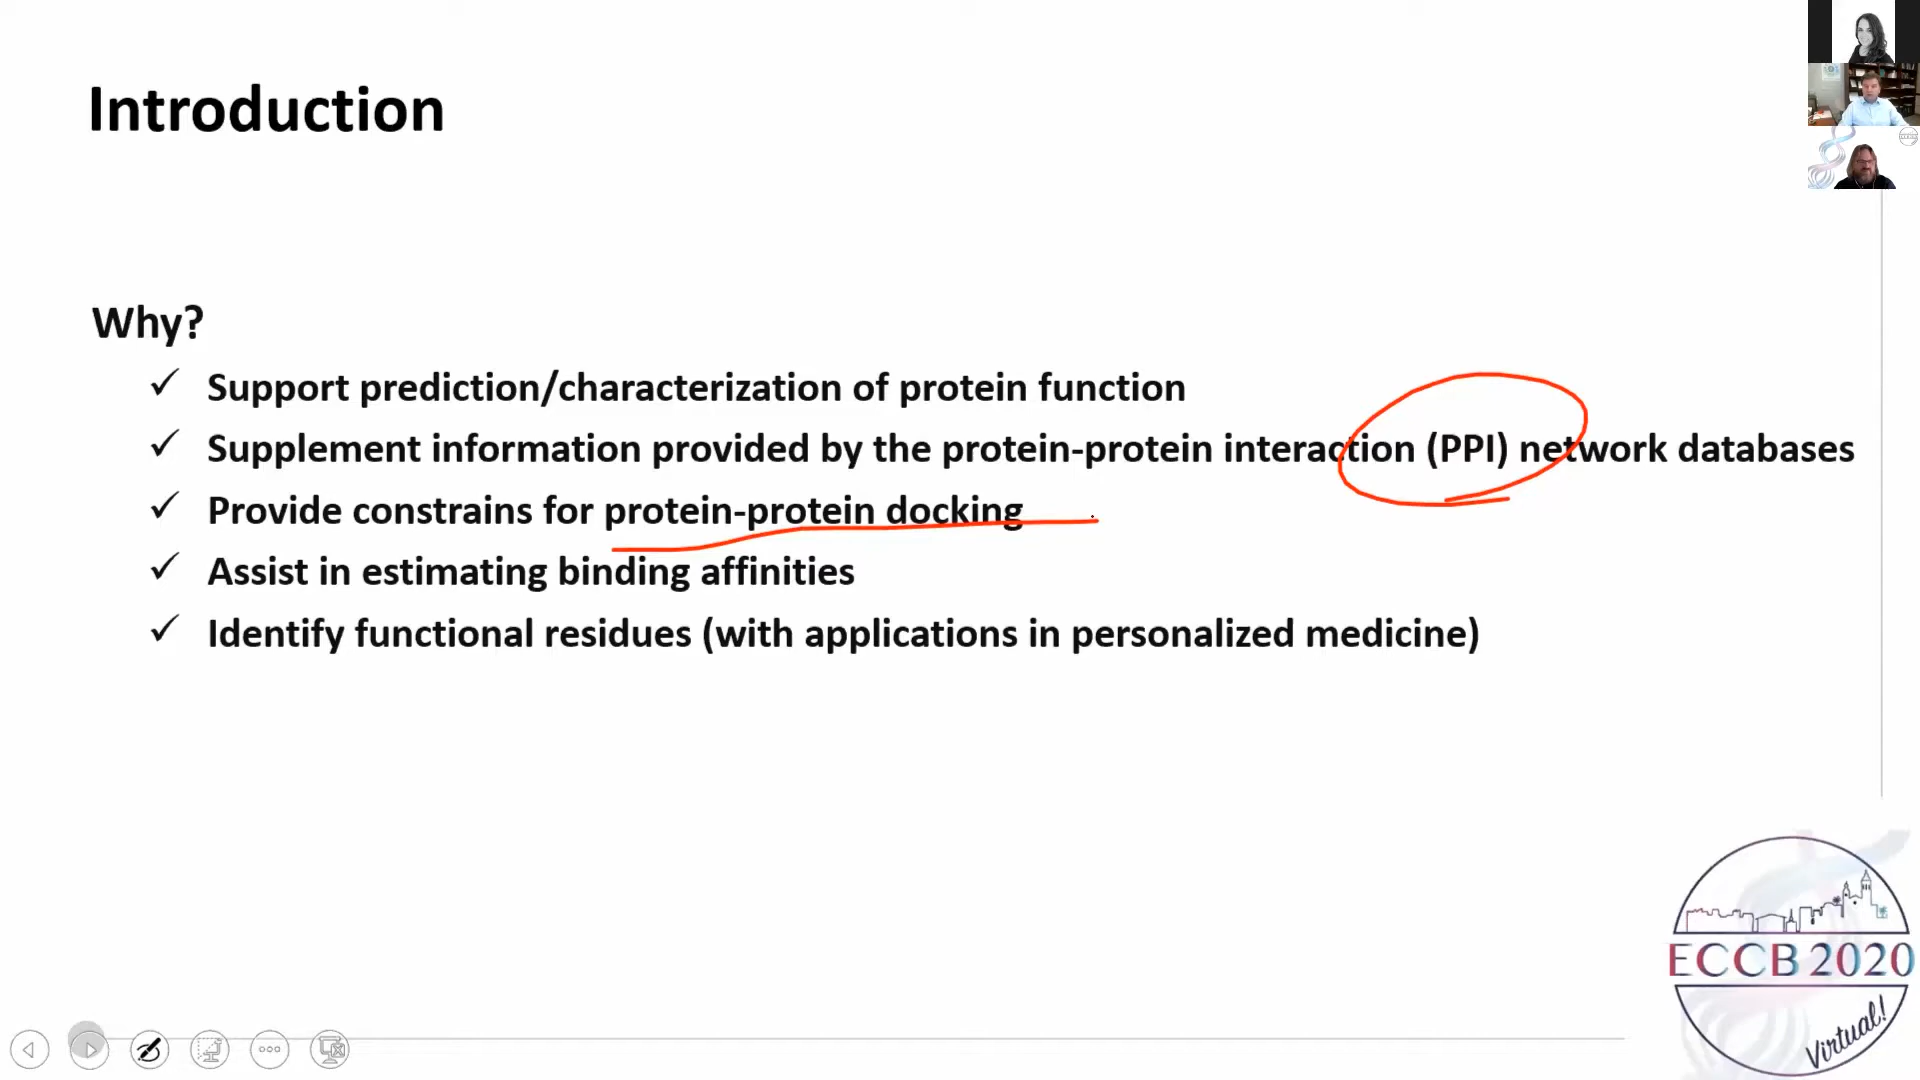 Introduction
Why?
✓ Support prediction/characterization of protein function
✓ Supplement information provided by the protein-protein interaction (PPI) network databases
✓ Provide constrains for protein-protein docking
✓ Assist in estimating binding affinities
✓ Identify functional residues (with applications in personalized medicine)
ECCB 2020
Virtual!